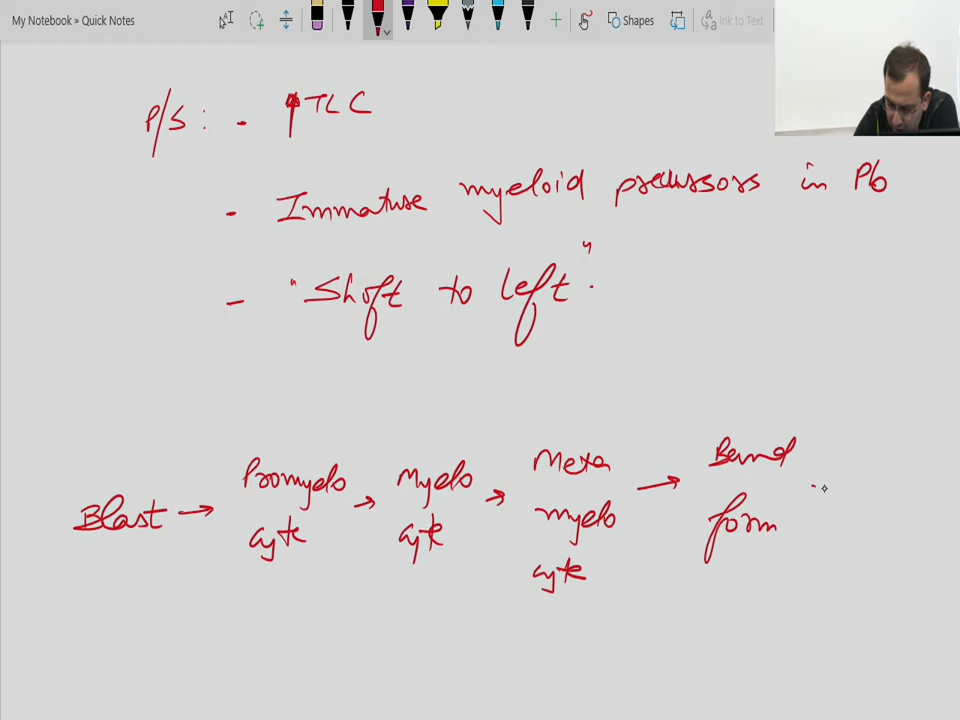 My Notebook » Quick Notes
Shapes
Ink to Text
P/S : - ↑ TLC
- Immature myeloid precursors in Pb
- "Shift to left".
Blast → Promyelo cyte → Myelo cyte → Meta myelo cyte → Band form